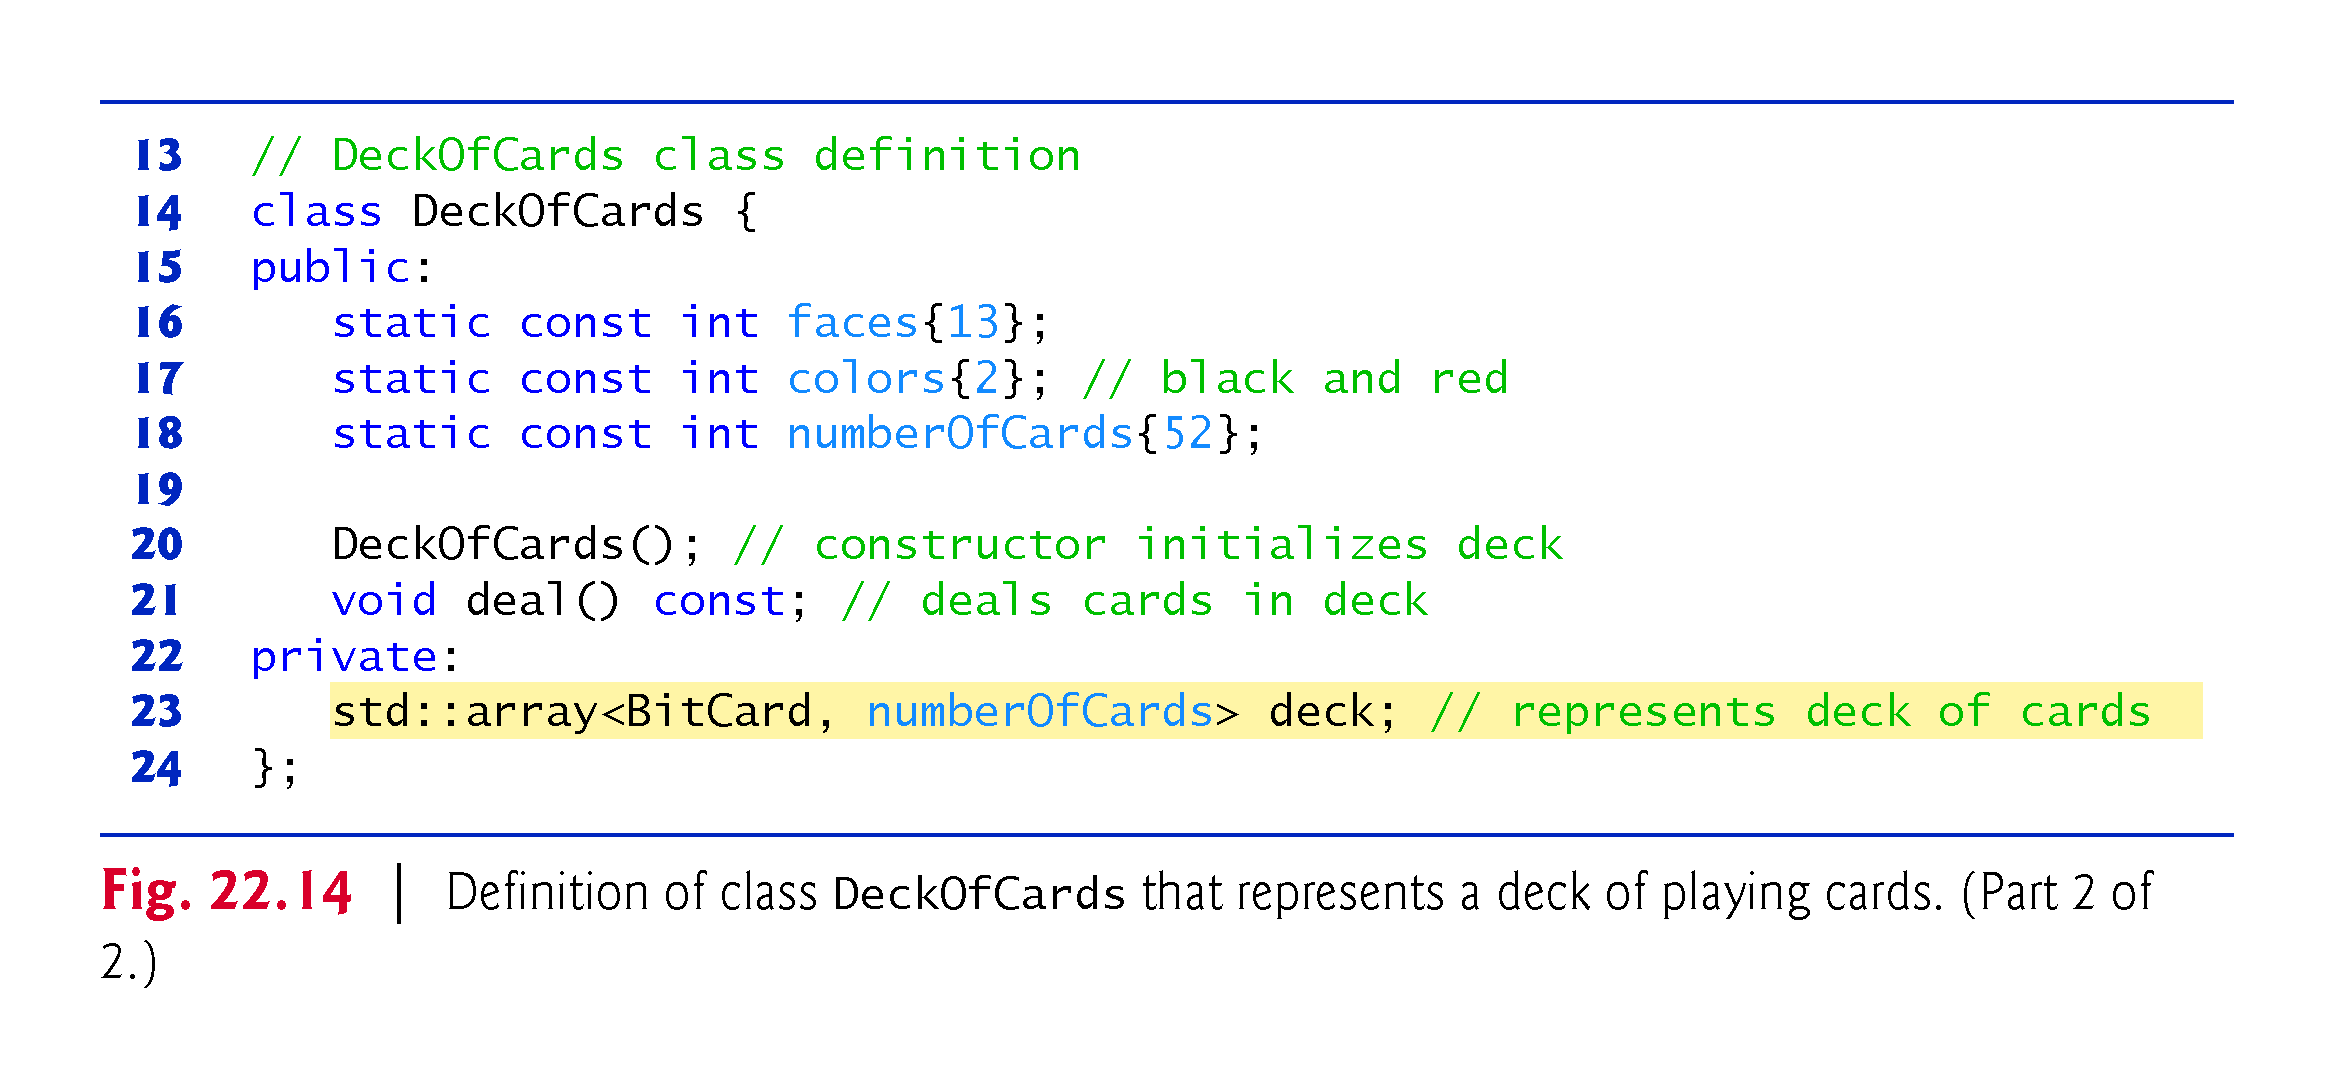 13 // DeckOfCards class definition
14 class DeckOfCards {
15 public:
16    static const int faces{13};
17    static const int colors{2}; // black and red
18    static const int numberOfCards{52};
19
20    DeckOfCards(); // constructor initializes deck
21    void deal() const; // deals cards in deck
22 private:
23    std::array<BitCard, numberOfCards> deck; // represents deck of cards
24 };
Fig. 22.14 | Definition of class DeckOfCards that represents a deck of playing cards. (Part 2 of
2.)